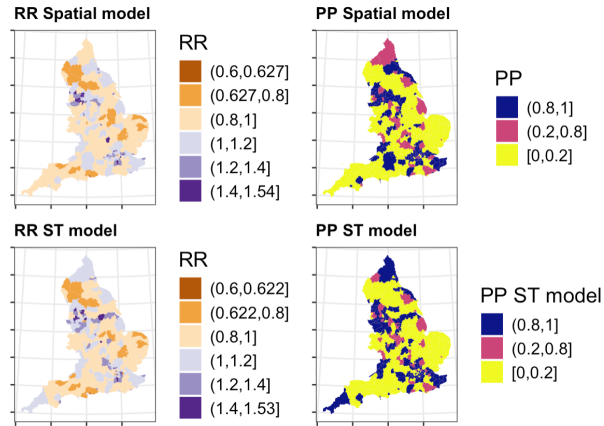 RR Spatial model
RR
(0.6,0.627]
(0.627,0.8]
(0.8,1]
(1,1.2]
(1.2,1.4]
(1.4,1.54]
PP Spatial model
PP
(0.8,1]
(0.2,0.8]
[0,0.2]
RR ST model
RR
(0.6,0.622]
(0.622,0.8]
(0.8,1]
(1,1.2]
(1.2,1.4]
(1.4,1.53]
PP ST model
PP ST model
(0.8,1]
(0.2,0.8]
[0,0.2]